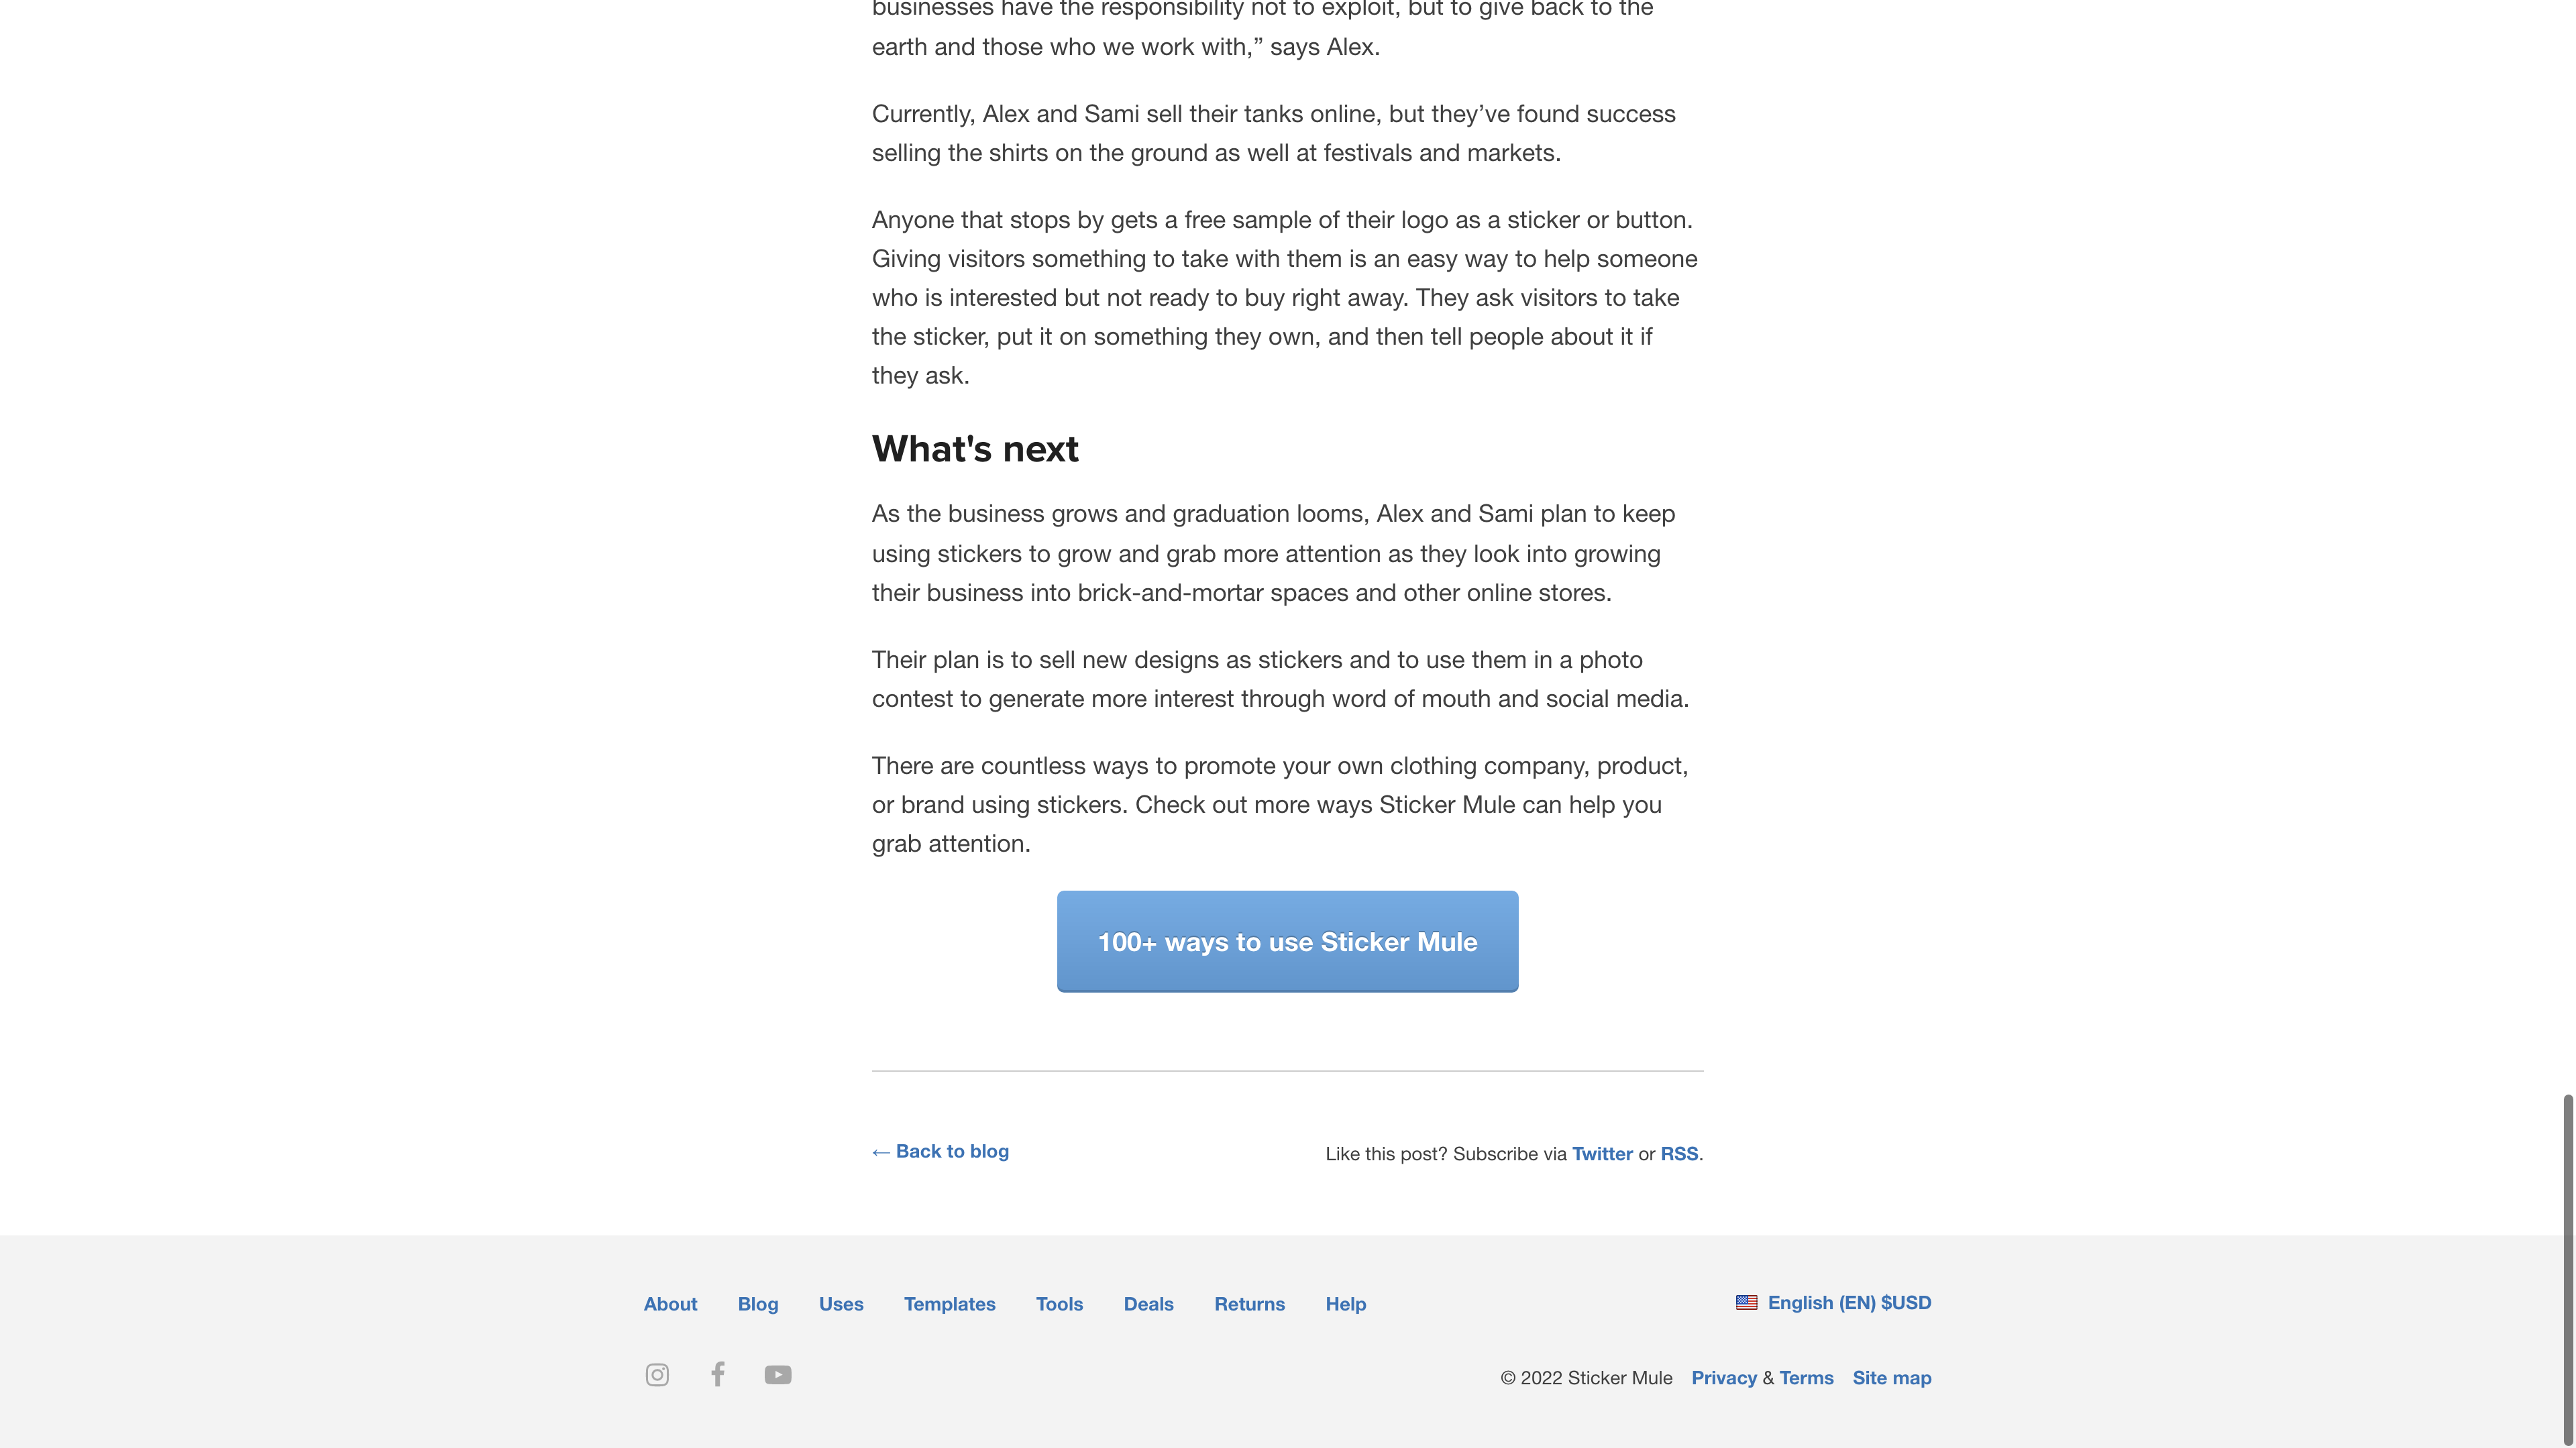 businesses have the responsibility not to exploit, but to give back to the
earth and those who we work with,” says Alex.
Currently, Alex and Sami sell their tanks online, but they’ve found success
selling the shirts on the ground as well at festivals and markets.
Anyone that stops by gets a free sample of their logo as a sticker or button.
Giving visitors something to take with them is an easy way to help someone
who is interested but not ready to buy right away. They ask visitors to take
the sticker, put it on something they own, and then tell people about it if
they ask.
What's next
As the business grows and graduation looms, Alex and Sami plan to keep
using stickers to grow and grab more attention as they look into growing
their business into brick-and-mortar spaces and other online stores.
Their plan is to sell new designs as stickers and to use them in a photo
contest to generate more interest through word of mouth and social media.
There are countless ways to promote your own clothing company, product,
or brand using stickers. Check out more ways Sticker Mule can help you
grab attention.
100+ ways to use Sticker Mule
← Back to blog
Like this post? Subscribe via Twitter or RSS.
About Blog Uses Templates Tools Deals Returns Help
English (EN) $USD
© 2022 Sticker Mule Privacy & Terms Site map